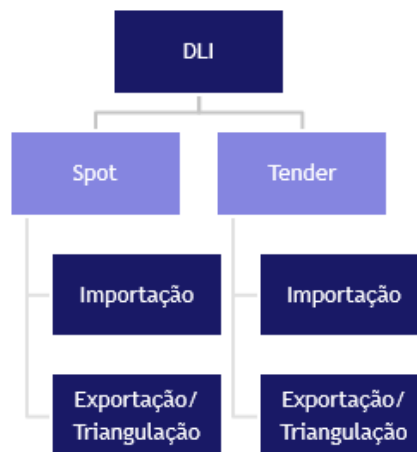 DLI
Spot
Tender
Importação
Importação
Exportação/
Triangulação
Exportação/
Triangulação